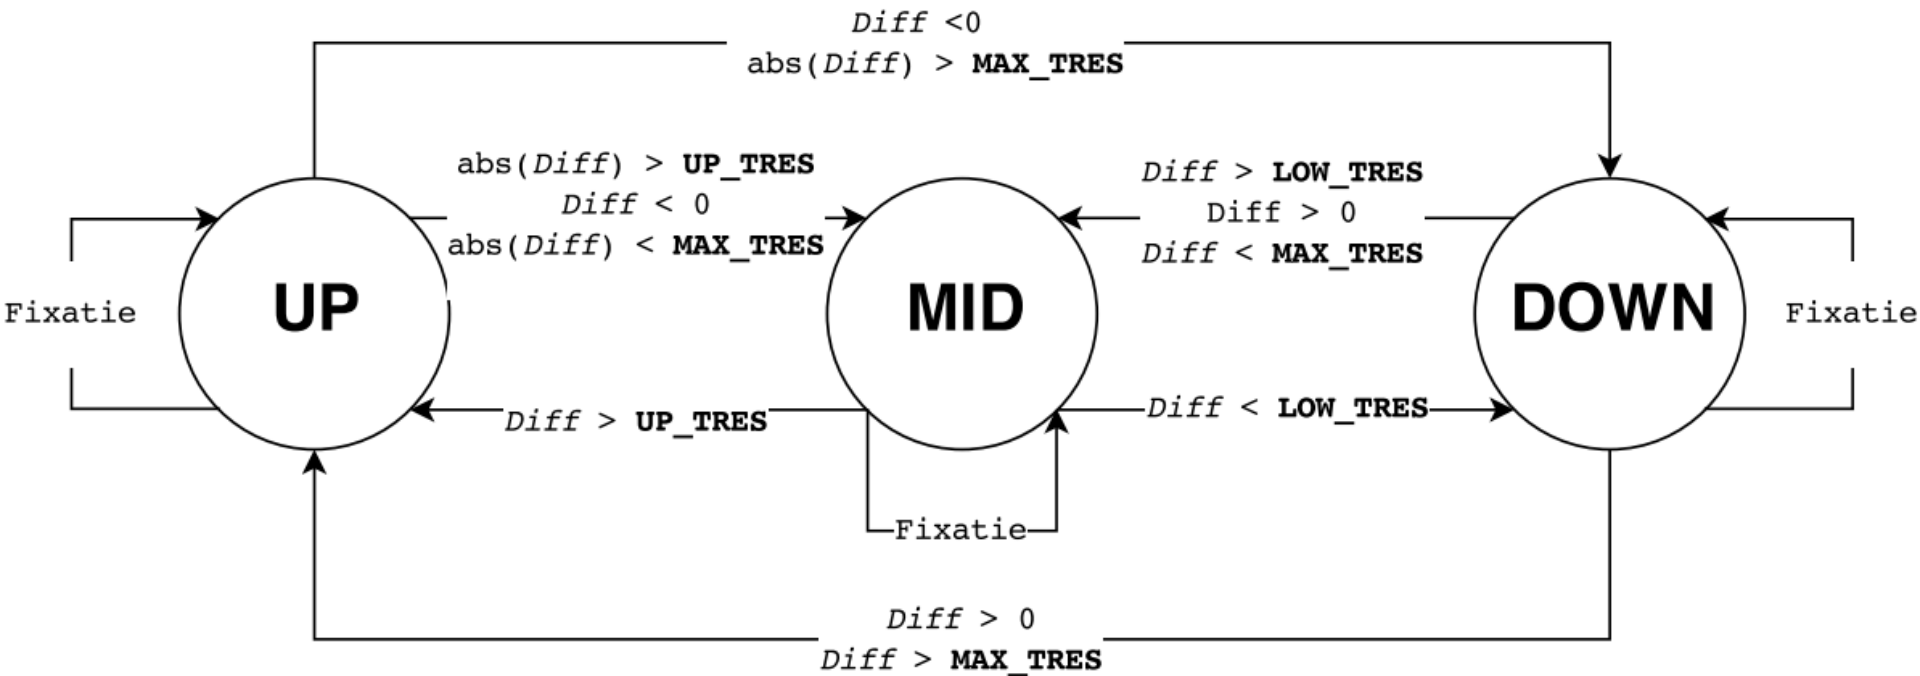 Diff <0
abs(Diff) > MAX_TRES
abs(Diff) > UP_TRES
Diff < 0
abs(Diff) < MAX_TRES
Diff > LOW_TRES
Diff > 0
Diff < MAX_TRES
Fixatie
UP
MID
DOWN
Fixatie
Diff > UP_TRES
Diff < LOW_TRES
Fixatie
Diff > 0
Diff > MAX_TRES